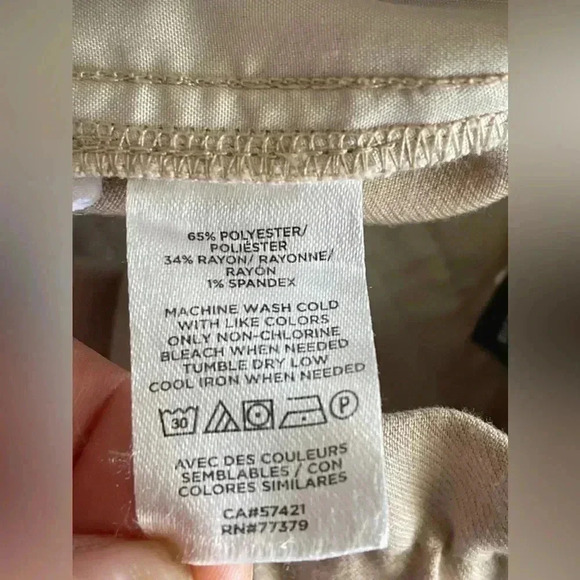 65% POLYESTER/
POLIÉSTER
34% RAYON/ RAYONNE/
RAYÓN
1% SPANDEX
MACHINE WASH COLD
WITH LIKE COLORS
ONLY NON-CHLORINE
BLEACH WHEN NEEDED
TUMBLE DRY LOW
COOL IRON WHEN NEEDED
30 P
AVEC DES COULEURS
SEMBLABLES / CON
COLORES SIMILARES
CA#57421
RN#77379